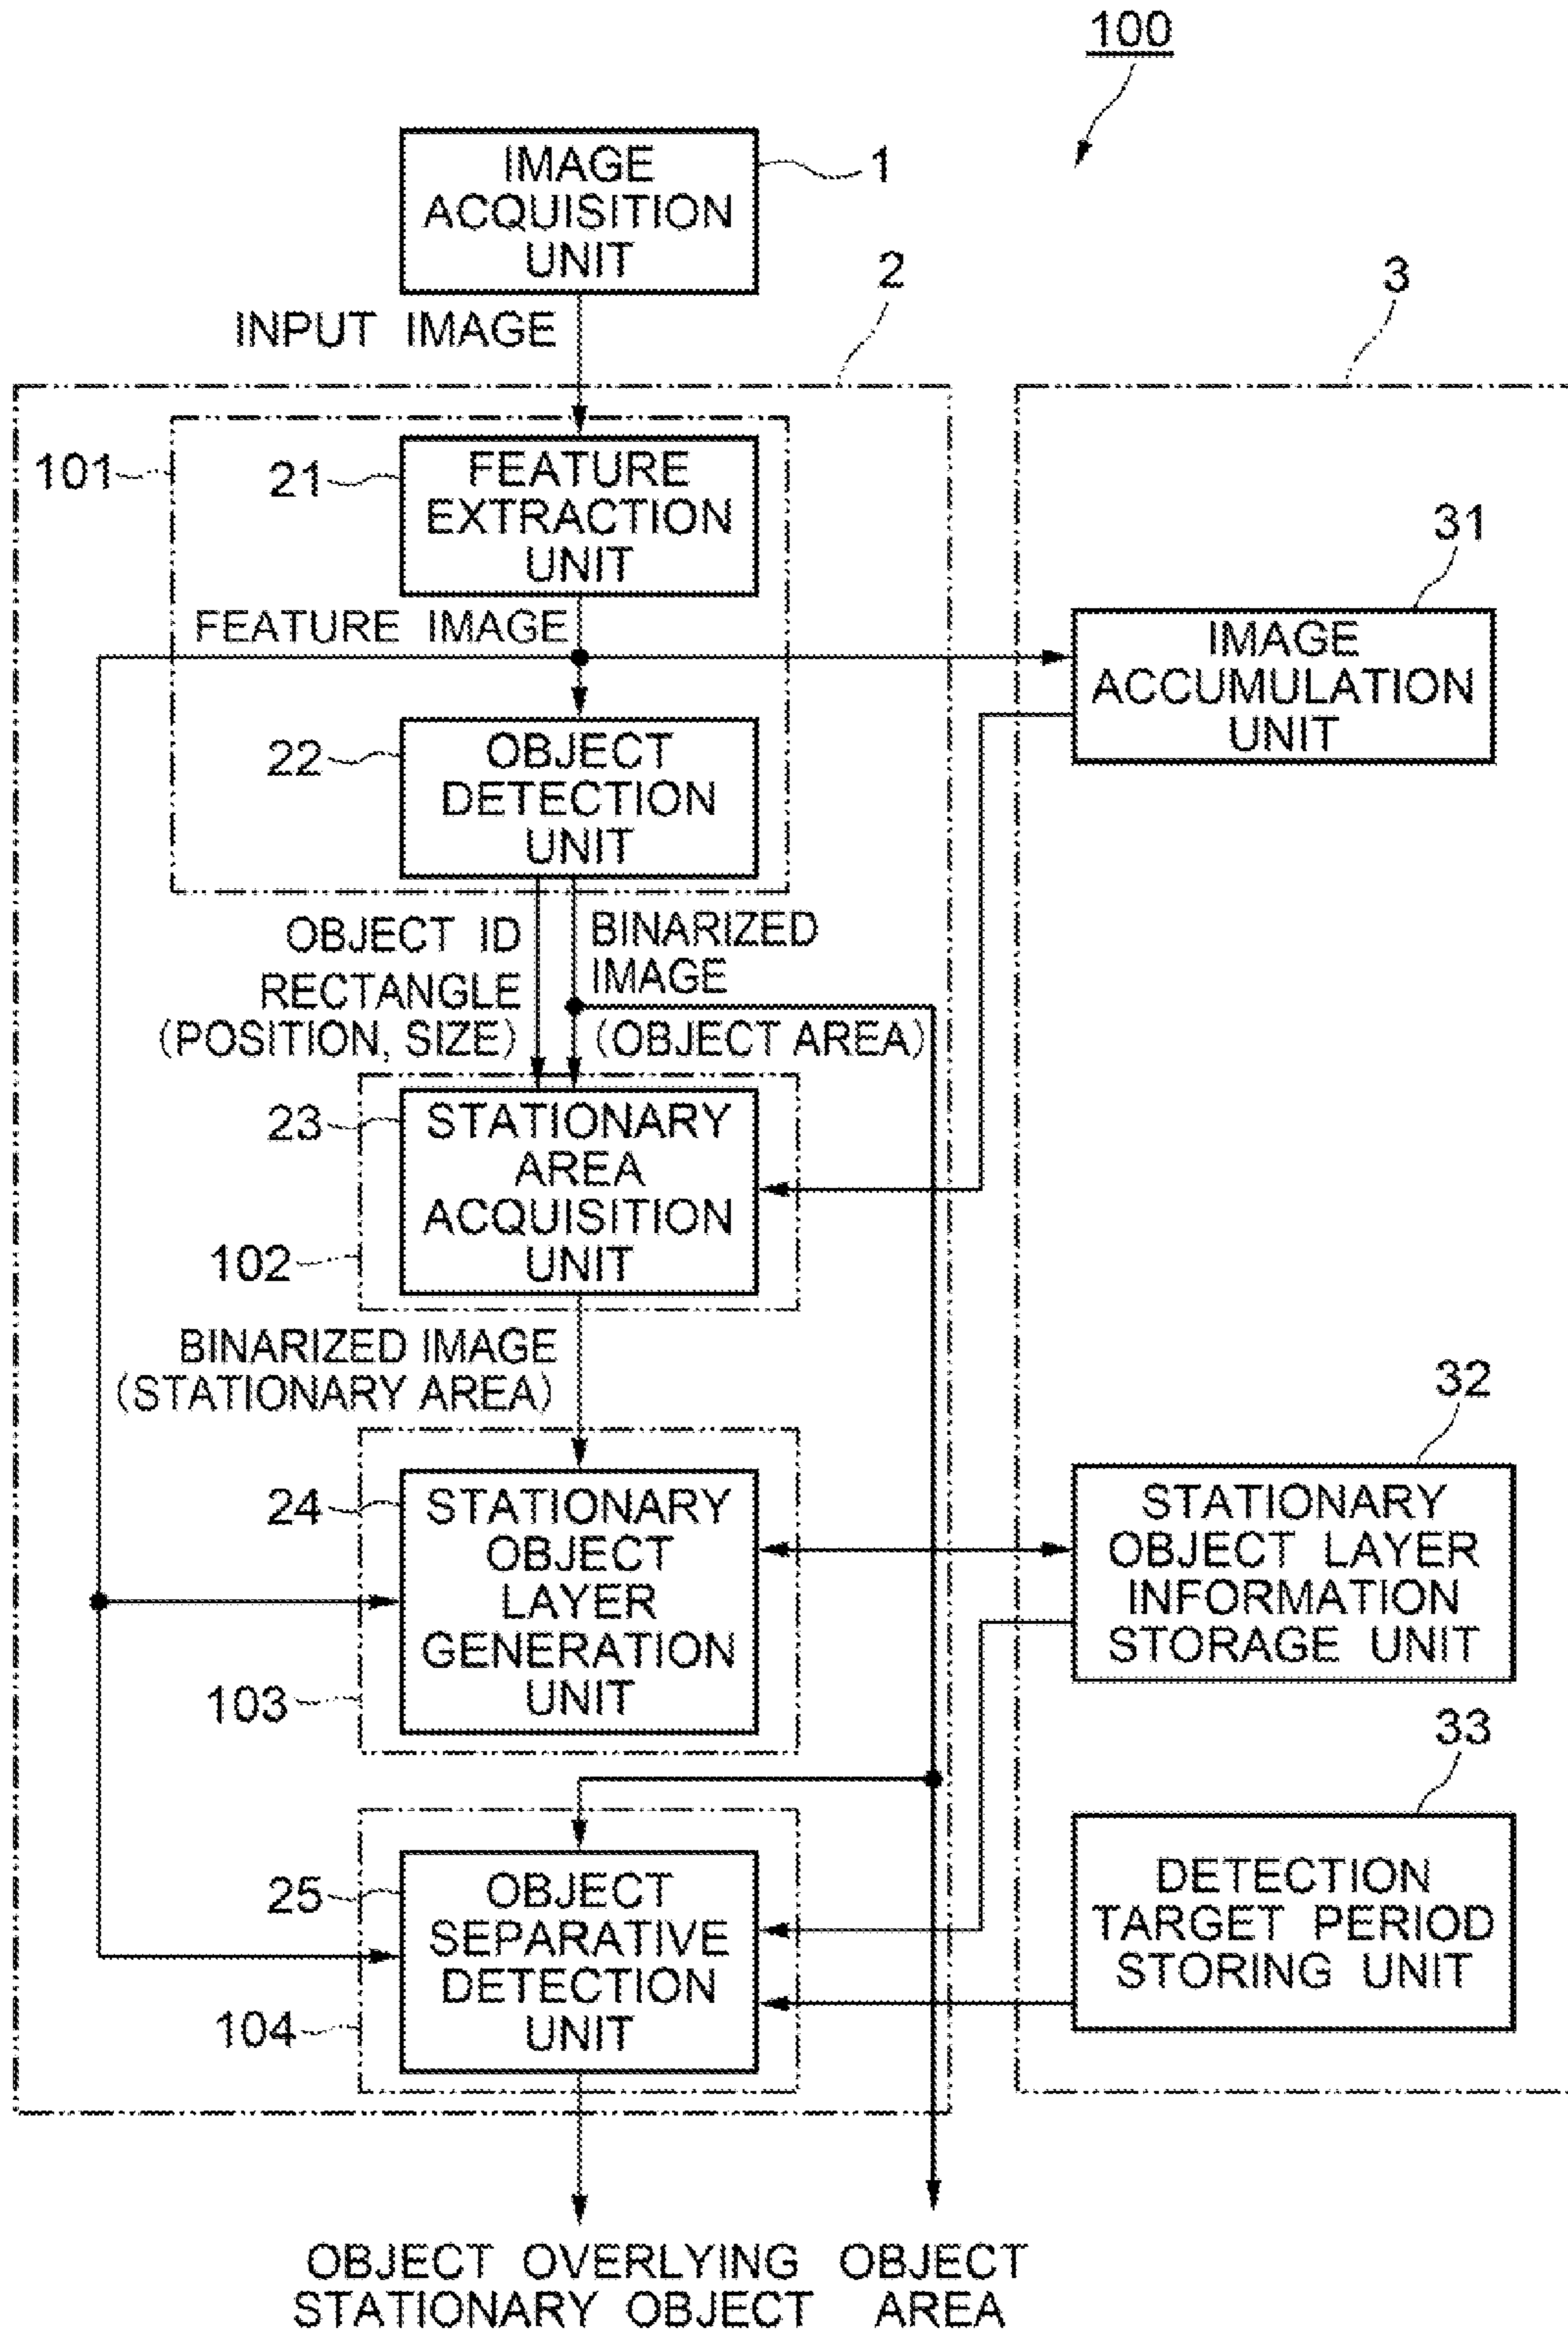 100
IMAGE
ACQUISITION
UNIT
1
2
3
INPUT IMAGE
101
21
FEATURE
EXTRACTION
UNIT
31
FEATURE IMAGE
IMAGE
ACCUMULATION
UNIT
22
OBJECT
DETECTION
UNIT
OBJECT ID
RECTANGLE
(POSITION, SIZE)
BINARIZED
IMAGE
(OBJECT AREA)
23
STATIONARY
AREA
ACQUISITION
UNIT
102
BINARIZED IMAGE
(STATIONARY AREA)
32
24
STATIONARY
OBJECT
LAYER
GENERATION
UNIT
STATIONARY
OBJECT LAYER
INFORMATION
STORAGE UNIT
103
33
25
OBJECT
SEPARATIVE
DETECTION
UNIT
DETECTION
TARGET PERIOD
STORING UNIT
104
OBJECT OVERLYING
STATIONARY OBJECT
OBJECT
AREA